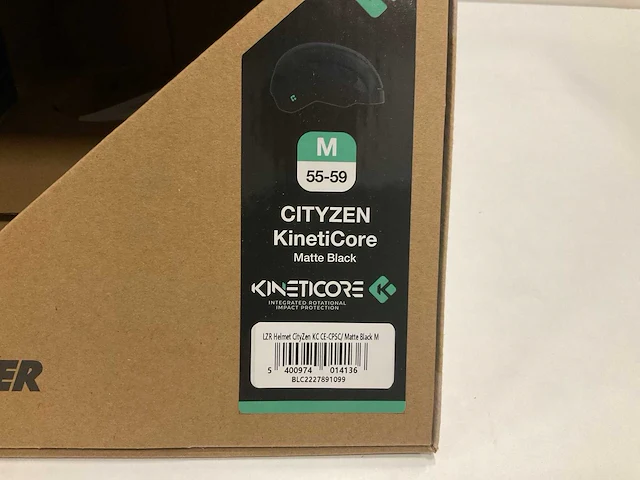 M
55-59
CITYZEN
KinetiCore
Matte Black
KINETICORE
INTEGRATED ROTATIONAL
IMPACT PROTECTION
LZR Helmet CityZen KC CE-CPSC/ Matte Black M
5 400974 014136
BLC2227891099
ER